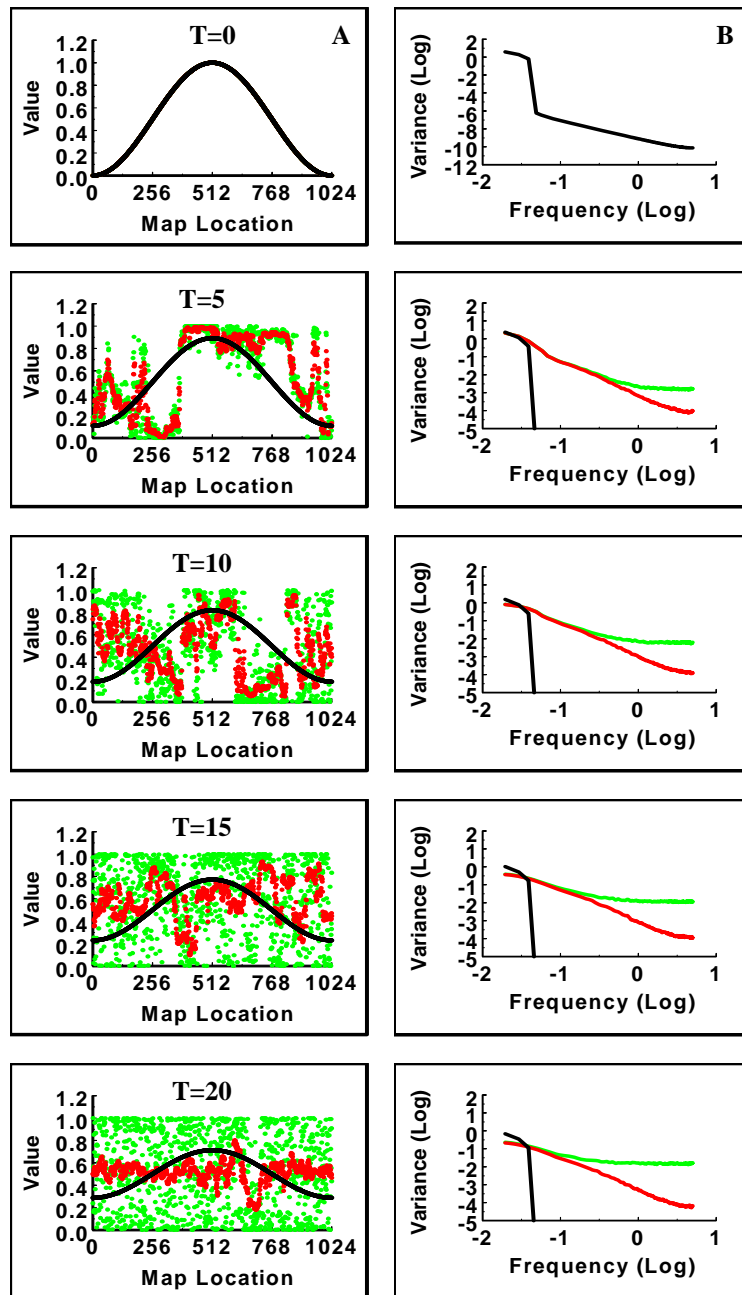 T=0
A
Value
1.2
1.0
0.8
0.6
0.4
0.2
0.0
0 256 512 768 1024
Map Location
B
Variance (Log)
2
0
-2
-4
-6
-8
-10
-12
-2 -1 0 1
Frequency (Log)
T=5
Value
1.2
1.0
0.8
0.6
0.4
0.2
0.0
0 256 512 768 1024
Map Location
Variance (Log)
2
1
0
-1
-2
-3
-4
-5
-2 -1 0 1
Frequency (Log)
T=10
Value
1.2
1.0
0.8
0.6
0.4
0.2
0.0
0 256 512 768 1024
Map Location
Variance (Log)
2
1
0
-1
-2
-3
-4
-5
-2 -1 0 1
Frequency (Log)
T=15
Value
1.2
1.0
0.8
0.6
0.4
0.2
0.0
0 256 512 768 1024
Map Location
Variance (Log)
2
1
0
-1
-2
-3
-4
-5
-2 -1 0 1
Frequency (Log)
T=20
Value
1.2
1.0
0.8
0.6
0.4
0.2
0.0
0 256 512 768 1024
Map Location
Variance (Log)
2
1
0
-1
-2
-3
-4
-5
-2 -1 0 1
Frequency (Log)